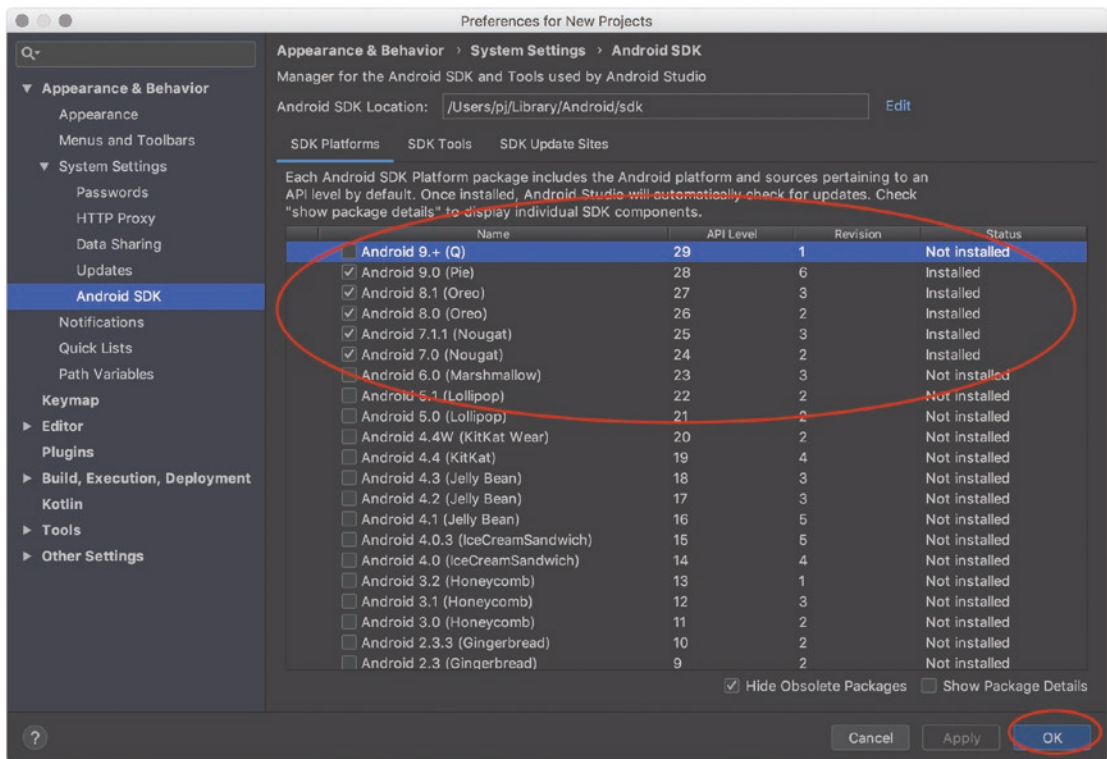 Preferences for New Projects
Appearance & Behavior
Appearance
Menus and Toolbars
System Settings
Passwords
HTTP Proxy
Data Sharing
Updates
Android SDK
Notifications
Quick Lists
Path Variables
Keymap
Editor
Plugins
Build, Execution, Deployment
Kotlin
Tools
Other Settings
?
Appearance & Behavior › System Settings › Android SDK
Manager for the Android SDK and Tools used by Android Studio
Android SDK Location: /Users/pj/Library/Android/sdk Edit
SDK Platforms SDK Tools SDK Update Sites
Each Android SDK Platform package includes the Android platform and sources pertaining to an
API level by default. Once installed, Android Studio will automatically check for updates. Check
"show package details" to display individual SDK components.
Name API Level Revision Status
Android 9.+ (Q) 29 1 Not installed
Android 9.0 (Pie) 28 6 Installed
Android 8.1 (Oreo) 27 3 Installed
Android 8.0 (Oreo) 26 2 Installed
Android 7.1.1 (Nougat) 25 3 Installed
Android 7.0 (Nougat) 24 2 Installed
Android 6.0 (Marshmallow) 23 3 Not installed
Android 5.1 (Lollipop) 22 2 Not installed
Android 5.0 (Lollipop) 21 2 Not installed
Android 4.4W (KitKat Wear) 20 2 Not installed
Android 4.4 (KitKat) 19 4 Not installed
Android 4.3 (Jelly Bean) 18 3 Not installed
Android 4.2 (Jelly Bean) 17 3 Not installed
Android 4.1 (Jelly Bean) 16 5 Not installed
Android 4.0.3 (IceCreamSandwich) 15 5 Not installed
Android 4.0 (IceCreamSandwich) 14 4 Not installed
Android 3.2 (Honeycomb) 13 1 Not installed
Android 3.1 (Honeycomb) 12 3 Not installed
Android 3.0 (Honeycomb) 11 2 Not installed
Android 2.3.3 (Gingerbread) 10 2 Not installed
Android 2.3 (Gingerbread) 9 2 Not installed
Hide Obsolete Packages Show Package Details
Cancel Apply OK